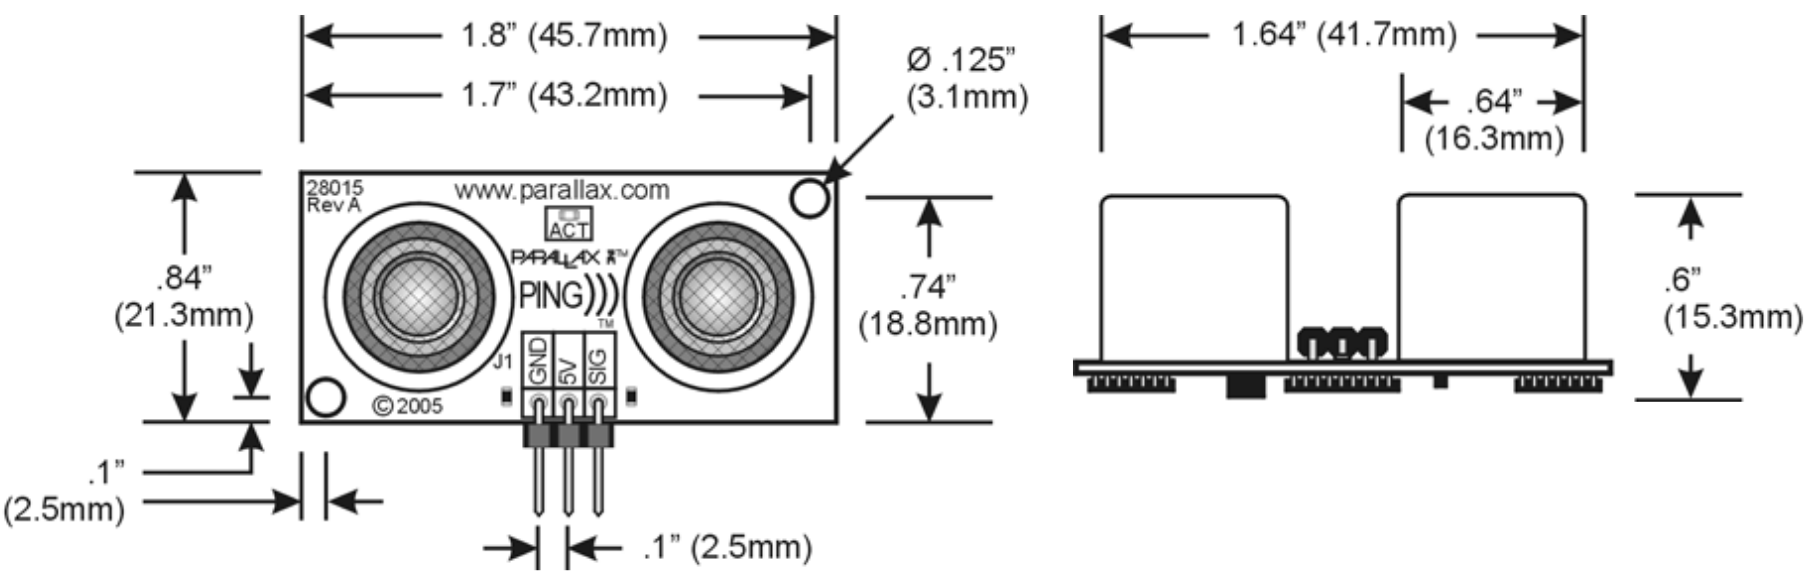 1.8” (45.7mm)
1.7” (43.2mm)
Ø .125”
(3.1mm)
28015
Rev A
www.parallax.com
ACT
PARALLAX
TM
PING)))
TM
J1
GND
5V
SIG
©2005
.84”
(21.3mm)
.74”
(18.8mm)
.1”
(2.5mm)
.1” (2.5mm)
1.64” (41.7mm)
.64”
(16.3mm)
.6”
(15.3mm)